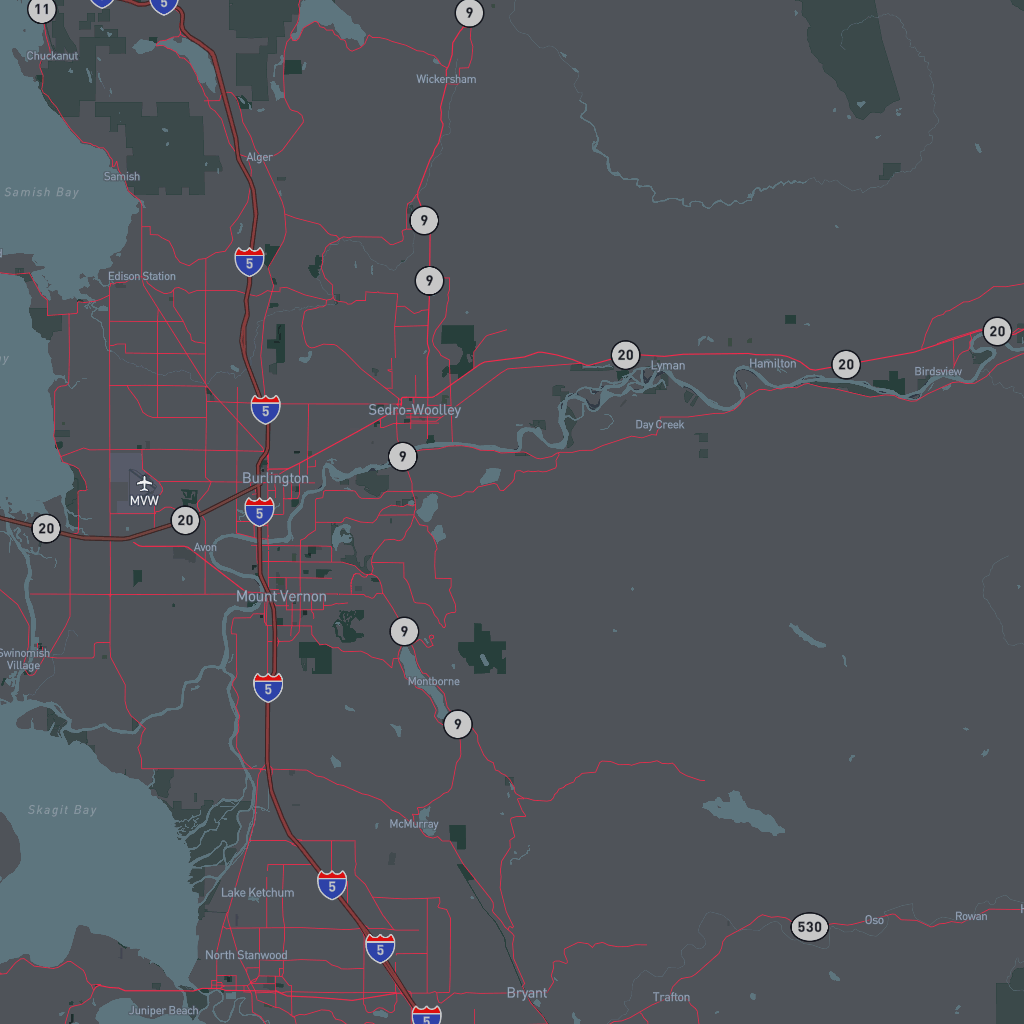 11
5
9
Chuckanut
Wickersham
Alger
Samish
Samish Bay
9
5
Edison Station
9
20
20
Lyman
Hamilton
20
Birdsview
5
Sedro-Woolley
Day Creek
9
Burlington
MVW
5
20
20
Avon
Mount Vernon
9
Swinomish
Village
Montborne
5
9
Skagit Bay
McMurray
5
Lake Ketchum
530
Oso
Rowan
5
North Stanwood
Bryant
Trafton
Juniper Beach
5